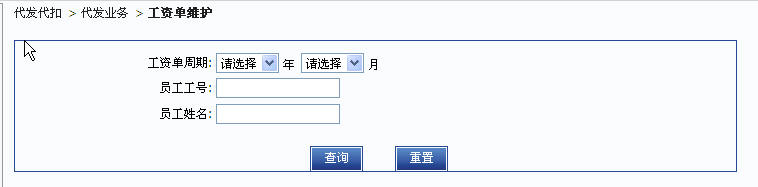 代发代扣 > 代发业务 > 工资单维护
工资单周期: 请选择 年 请选择 月
员工工号:
员工姓名:
查询 重置